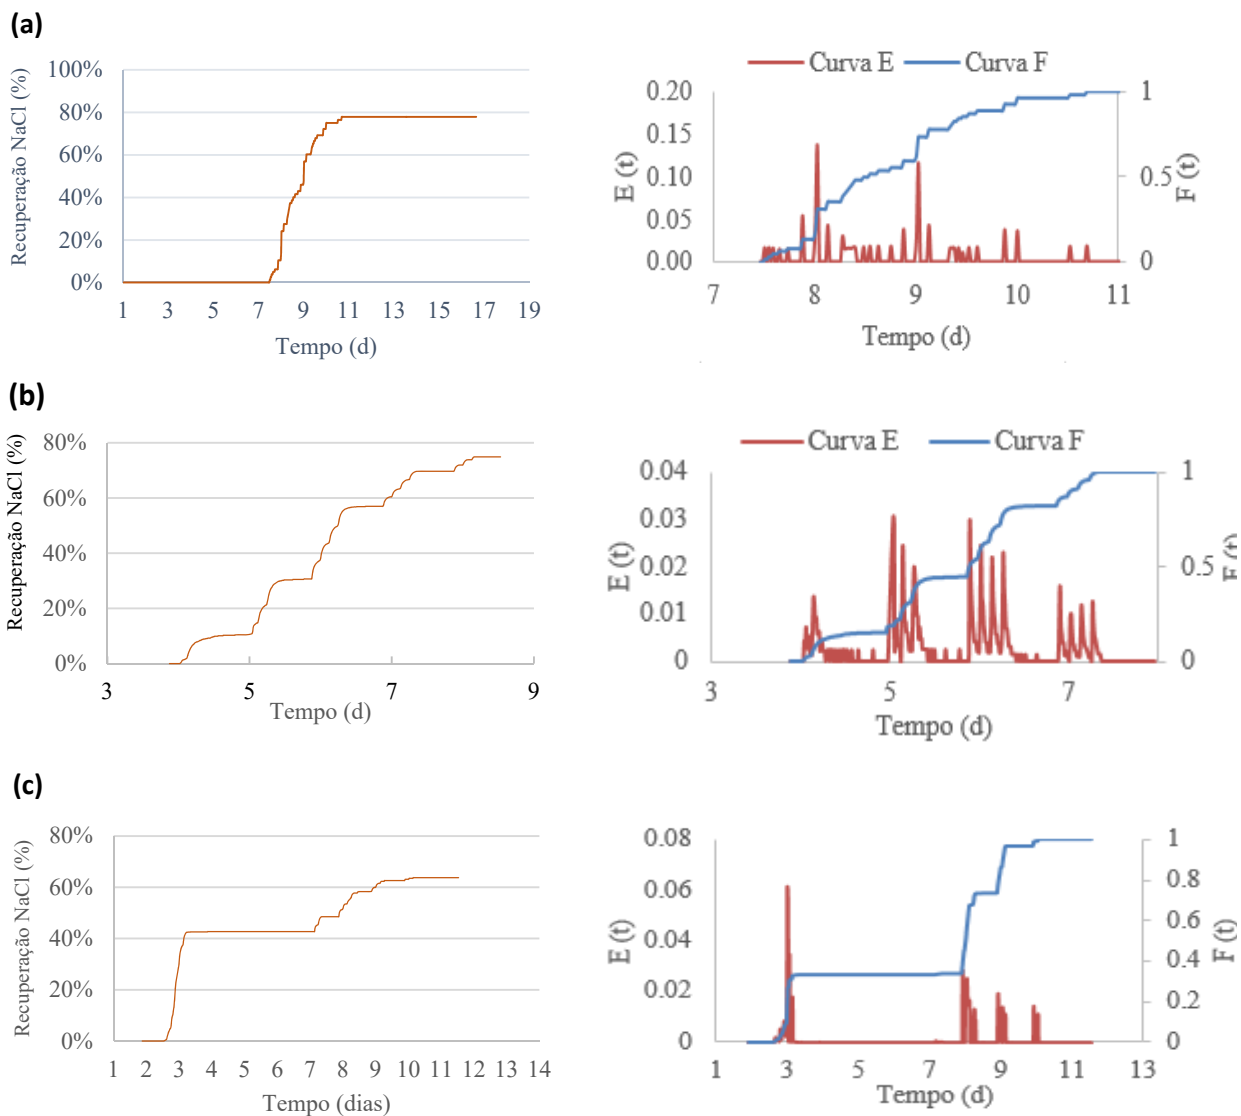 (a)
Recuperação NaCl (%)
100%
80%
60%
40%
20%
0%
1 3 5 7 9 11 13 15 17 19
Tempo (d)
Curva E Curva F
E (t)
0.20
0.15
0.10
0.05
0.00
1
0.5
0
F (t)
7 8 9 10 11
Tempo (d)
(b)
Recuperação NaCl (%)
80%
60%
40%
20%
0%
3 5 7 9
Tempo (d)
Curva E Curva F
E (t)
0.04
0.03
0.02
0.01
0
1
0.5
0
F (t)
3 5 7
Tempo (d)
(c)
Recuperação NaCl (%)
80%
60%
40%
20%
0%
1 2 3 4 5 6 7 8 9 10 11 12 13 14
Tempo (dias)
E (t)
0.08
0.06
0.04
0.02
0
1
0.8
0.6
0.4
0.2
0
F (t)
1 3 5 7 9 11 13
Tempo (d)